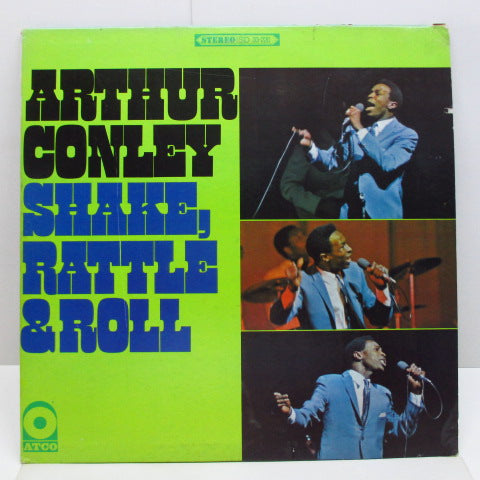 STEREO
ARTHUR
CONLEY
SHAKE,
RATTLE
& ROLL
ATCO